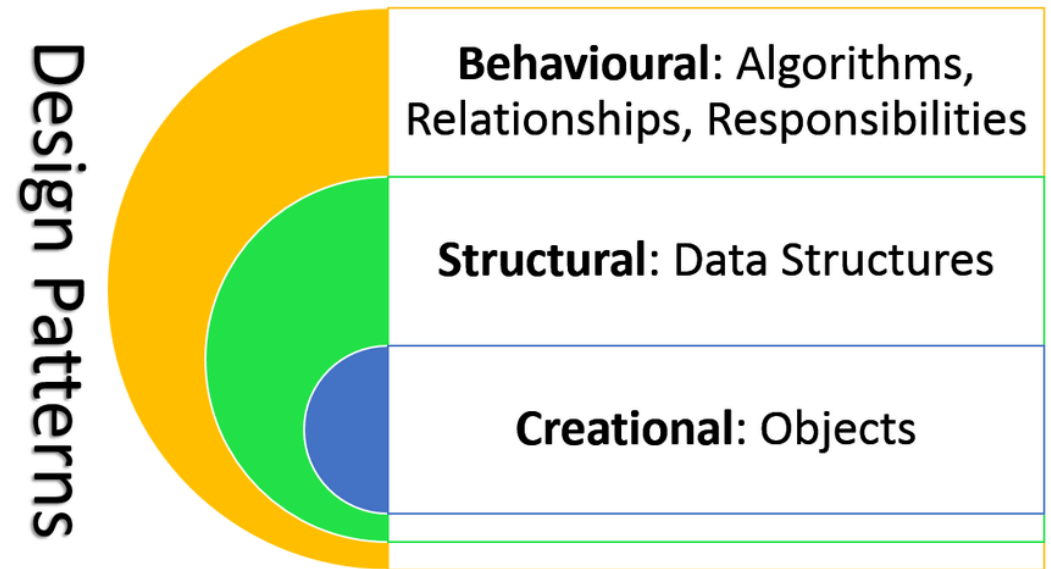 Design Patterns
Behavioural: Algorithms,
Relationships, Responsibilities
Structural: Data Structures
Creational: Objects